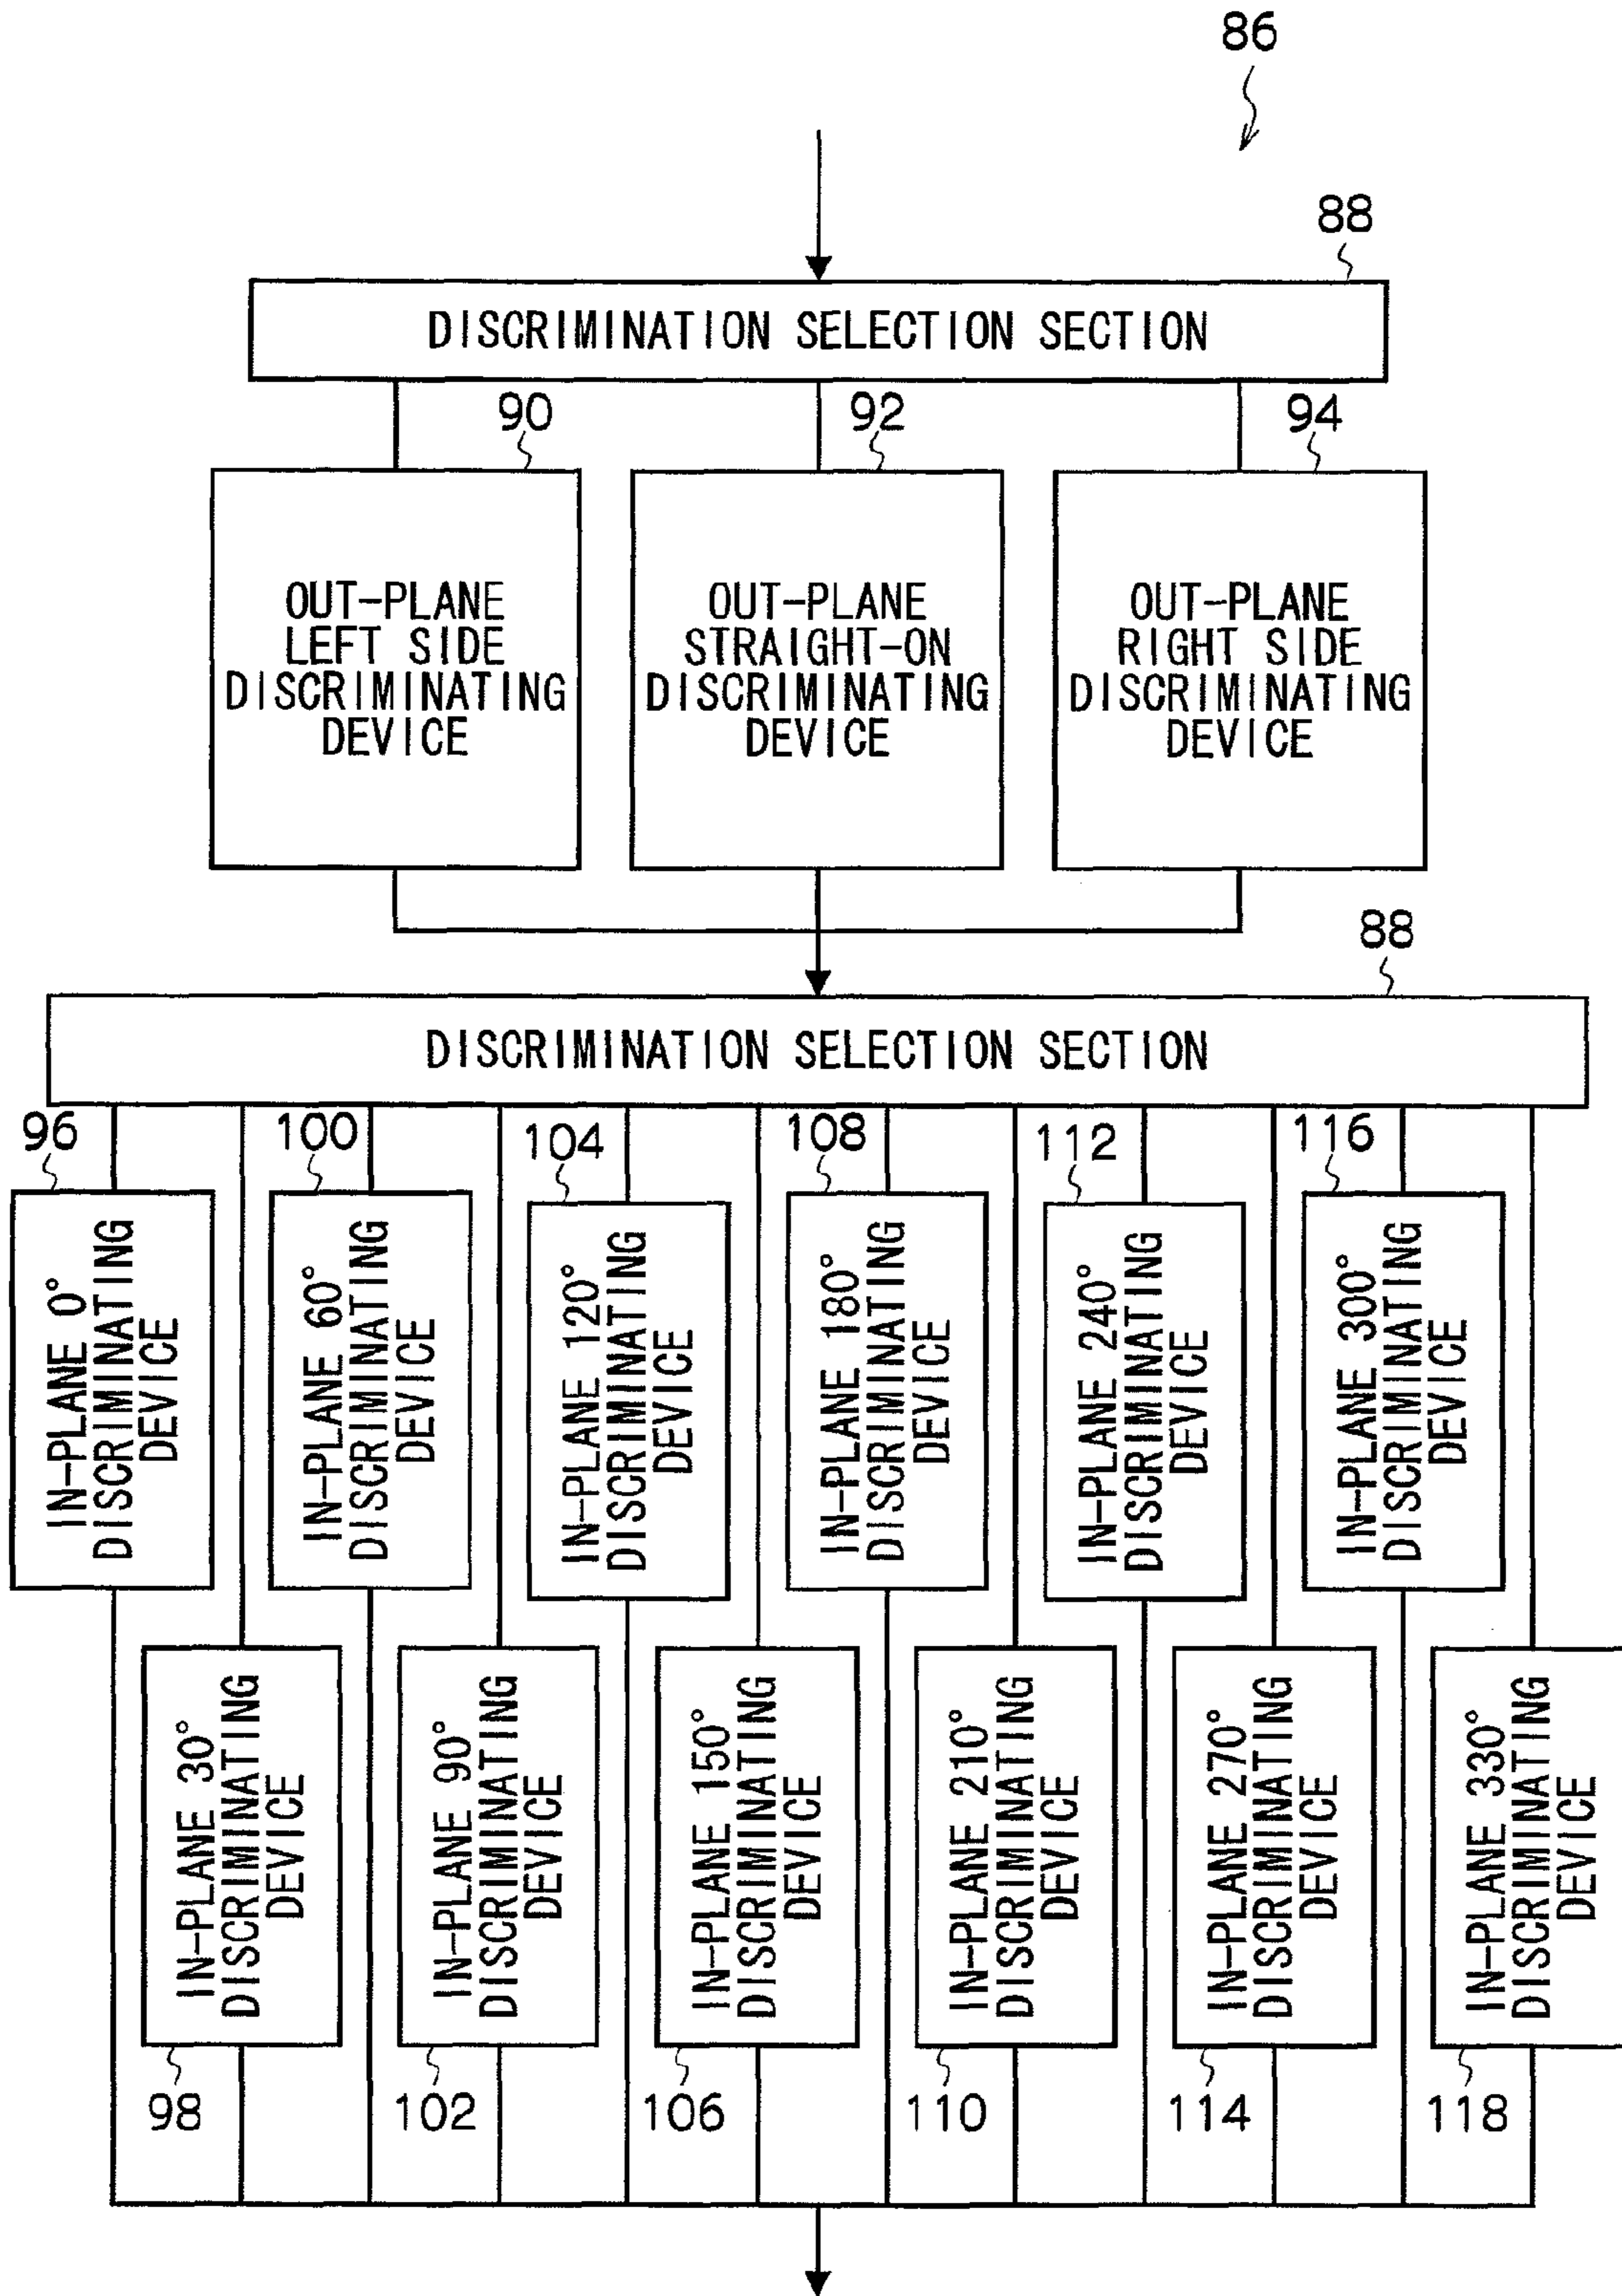 86
88
DISCRIMINATION SELECTION SECTION
90
92
94
OUT-PLANE
LEFT SIDE
DISCRIMINATING
DEVICE
OUT-PLANE
STRAIGHT-ON
DISCRIMINATING
DEVICE
OUT-PLANE
RIGHT SIDE
DISCRIMINATING
DEVICE
88
DISCRIMINATION SELECTION SECTION
96
100
104
108
112
116
IN-PLANE 0°
DISCRIMINATING
DEVICE
IN-PLANE 60°
DISCRIMINATING
DEVICE
IN-PLANE 120°
DISCRIMINATING
DEVICE
IN-PLANE 180°
DISCRIMINATING
DEVICE
IN-PLANE 240°
DISCRIMINATING
DEVICE
IN-PLANE 300°
DISCRIMINATING
DEVICE
IN-PLANE 30°
DISCRIMINATING
DEVICE
IN-PLANE 90°
DISCRIMINATING
DEVICE
IN-PLANE 150°
DISCRIMINATING
DEVICE
IN-PLANE 210°
DISCRIMINATING
DEVICE
IN-PLANE 270°
DISCRIMINATING
DEVICE
IN-PLANE 330°
DISCRIMINATING
DEVICE
98
102
106
110
114
118